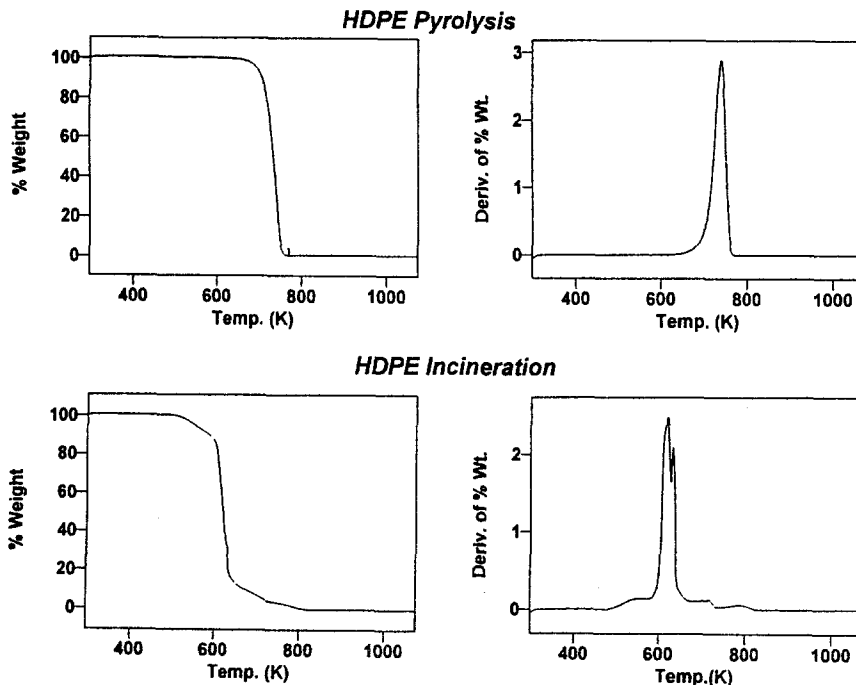 HDPE Pyrolysis
% Weight
100
80
60
40
20
0
400 600 800 1000
Temp. (K)
Deriv. of % Wt.
3
2
1
0
400 600 800 1000
Temp. (K)
HDPE Incineration
% Weight
100
80
60
40
20
0
400 600 800 1000
Temp. (K)
Deriv. of % Wt.
2
1
0
400 600 800 1000
Temp.(K)